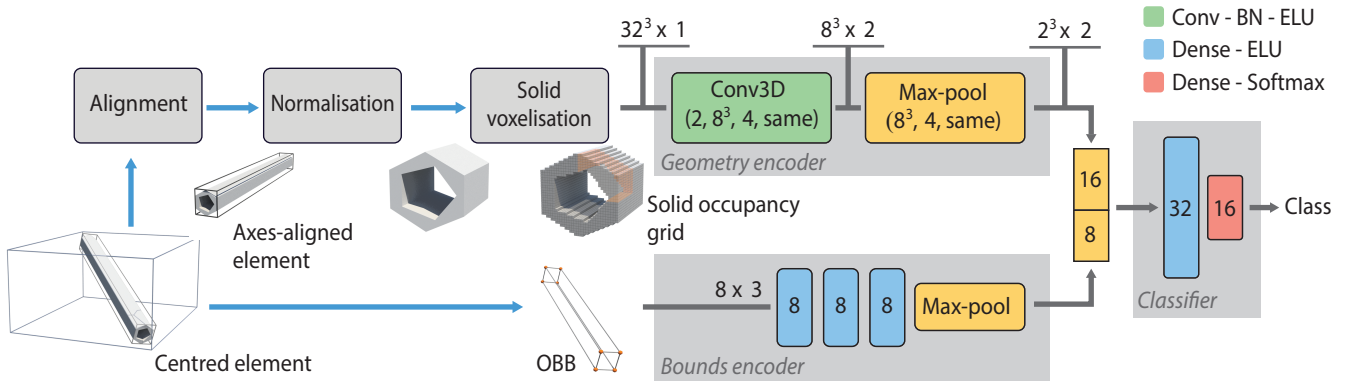 32³ x 1
8³ x 2
2³ x 2
Conv - BN - ELU
Dense - ELU
Dense - Softmax
Alignment
Normalisation
Solid
voxelisation
Conv3D
(2, 8³, 4, same)
Max-pool
(8³, 4, same)
Geometry encoder
Axes-aligned
element
Solid occupancy
grid
16
8
32
16
Class
Classifier
8 x 3
8
8
8
Max-pool
Bounds encoder
Centred element
OBB